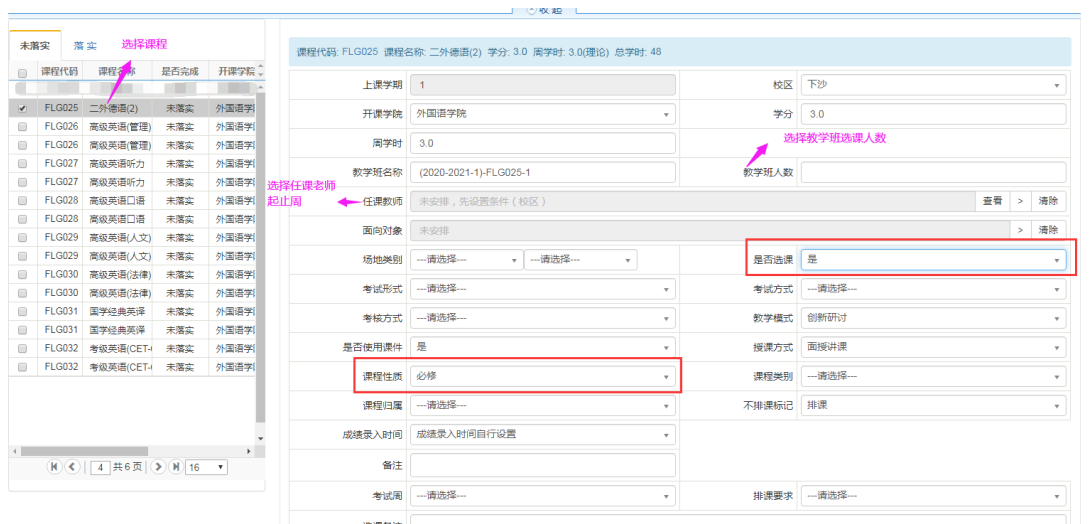 收 起
未落实 落 实 选择课程
课程代码 课程名称 是否完成 开课学院
FLG025 二外德语(2) 未落实 外国语学
FLG026 高级英语(管理) 未落实 外国语学
FLG026 高级英语(管理) 未落实 外国语学
FLG027 高级英语听力 未落实 外国语学
FLG027 高级英语听力 未落实 外国语学
FLG028 高级英语口语 未落实 外国语学
FLG028 高级英语口语 未落实 外国语学
FLG029 高级英语(人文) 未落实 外国语学
FLG029 高级英语(人文) 未落实 外国语学
FLG030 高级英语(法律) 未落实 外国语学
FLG030 高级英语(法律) 未落实 外国语学
FLG031 国学经典英译 未落实 外国语学
FLG031 国学经典英译 未落实 外国语学
FLG032 考级英语(CET- 未落实 外国语学
FLG032 考级英语(CET- 未落实 外国语学
4 共 6 页 16
课程代码: FLG025 课程名称: 二外德语(2) 学分: 3.0 周学时: 3.0(理论) 总学时: 48
上课学期 1 校区 下沙
开课学院 外国语学院 学分 3.0
周学时 3.0
选择教学班选课人数
教学班名称 (2020-2021-1)-FLG025-1 教学班人数
选择任课老师
起止周
任课教师 未安排，先设置条件（校区） 查看 > 清除
面向对象 未安排 > 清除
场地类别 ---请选择--- ---请选择--- 是否选课 是
考试形式 ---请选择--- 考试方式 ---请选择---
考核方式 ---请选择--- 教学模式 创新研讨
是否使用课件 是 授课方式 面授讲课
课程性质 必修 课程类别 ---请选择---
课程归属 ---请选择--- 不排课标记 排课
成绩录入时间 成绩录入时间自行设置
备注
考试周 ---请选择--- 排课要求 ---请选择---